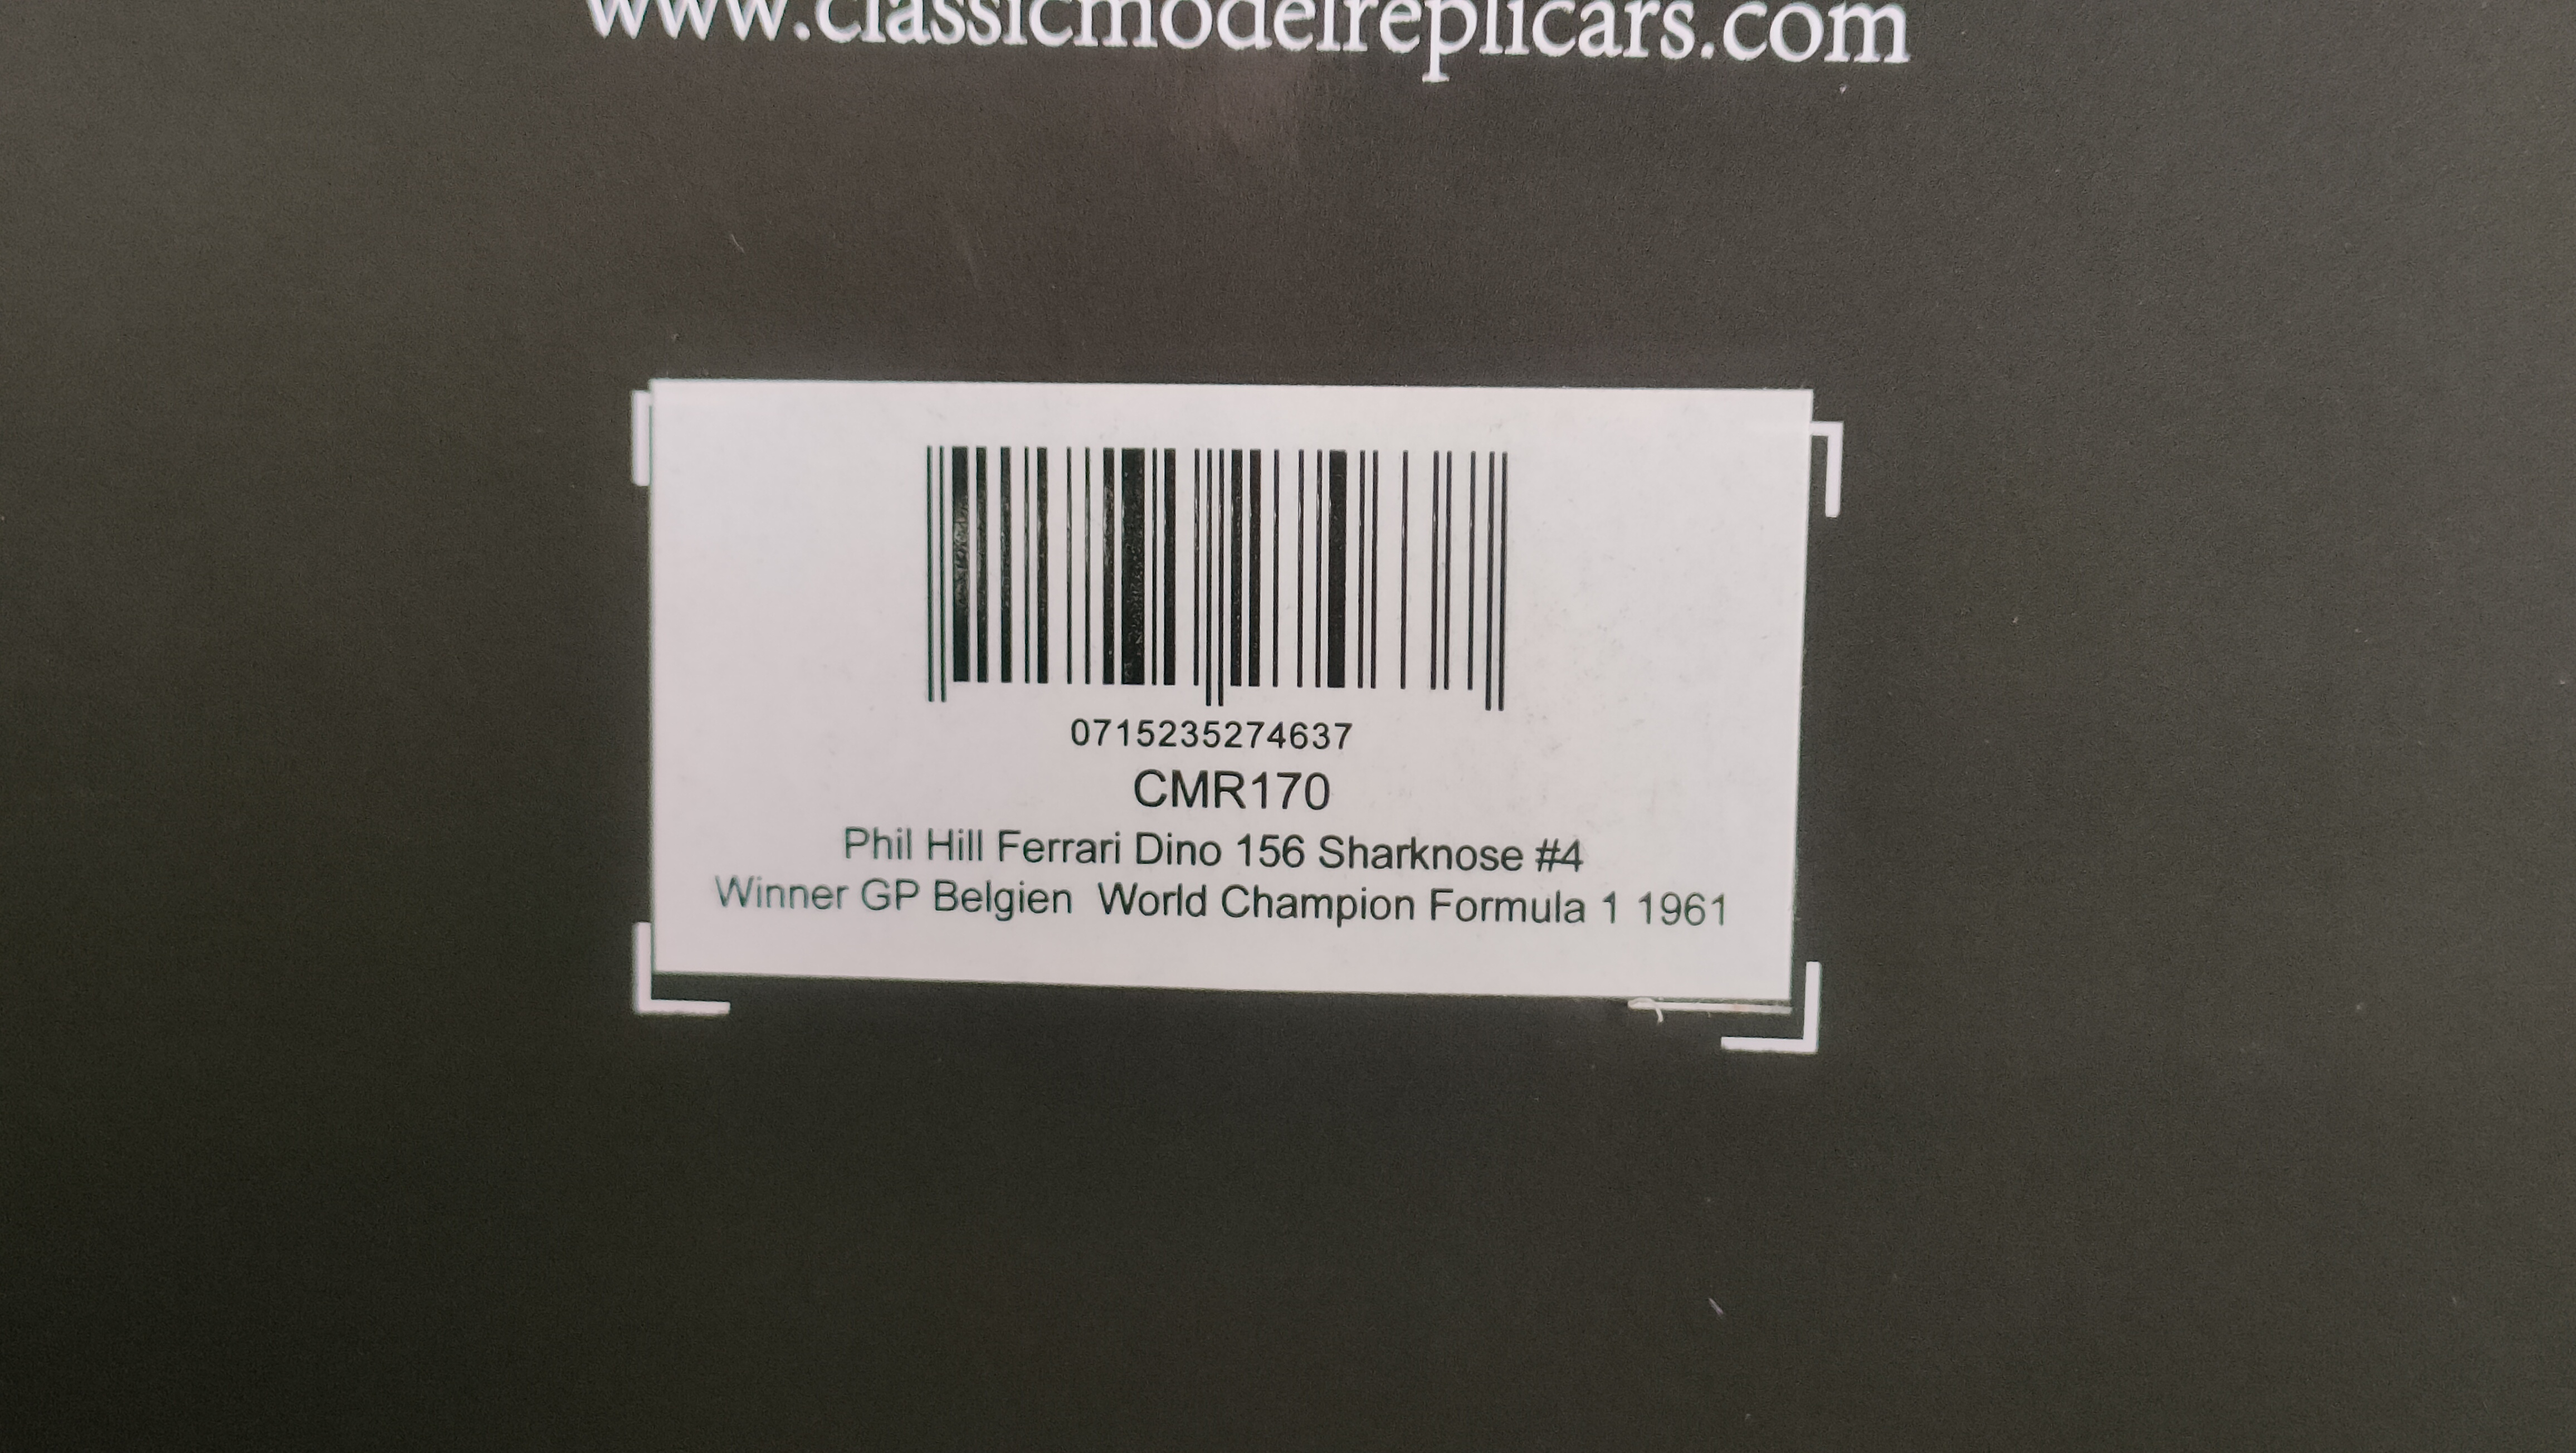 www.classicmodelreplicars.com
0715235274637
CMR170
Phil Hill Ferrari Dino 156 Sharknose #4
Winner GP Belgien  World Champion Formula 1 1961